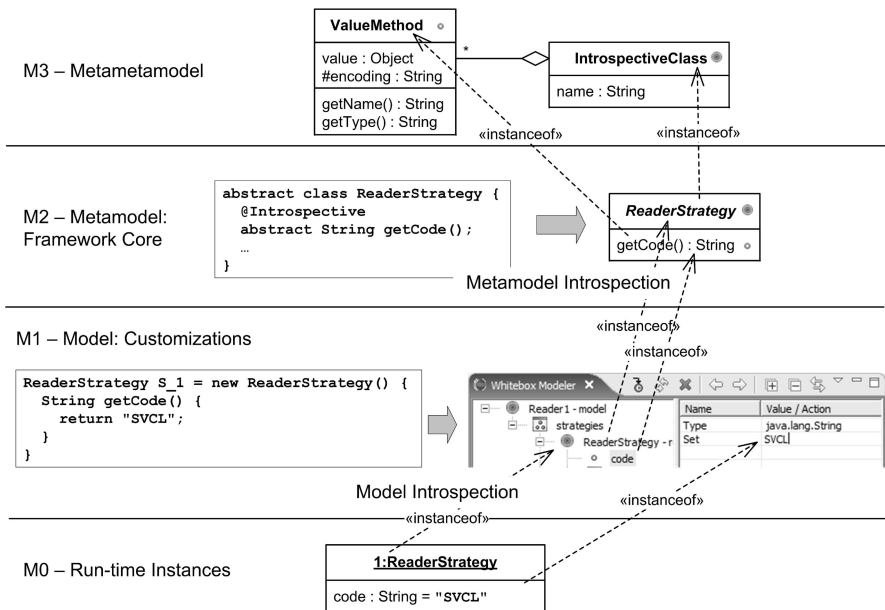 M3 – Metametamodel
ValueMethod
value : Object
#encoding : String
getName() : String
getType() : String
*
IntrospectiveClass
name : String
«instanceof»
«instanceof»
M2 – Metamodel:
Framework Core
abstract class ReaderStrategy {
@Introspective
abstract String getCode();
…
}
ReaderStrategy
getCode() : String
Metamodel Introspection
«instanceof»
«instanceof»
M1 – Model: Customizations
ReaderStrategy S_1 = new ReaderStrategy() {
String getCode() {
return "SVCL";
}
}
Whitebox Modeler
Reader1 - model
strategies
ReaderStrategy - r
code
Name Value / Action
Type java.lang.String
Set SVCL
Model Introspection
«instanceof»
«instanceof»
M0 – Run-time Instances
1:ReaderStrategy
code : String = "SVCL"